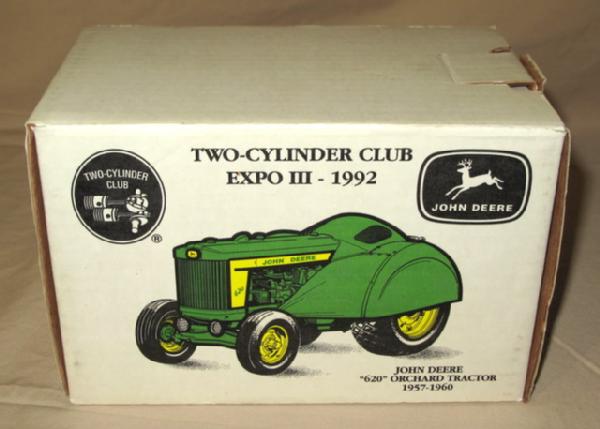 TWO-CYLINDER CLUB
EXPO III - 1992
TWO-CYLINDER
CLUB
®
JOHN DEERE
JOHN DEERE
620
JOHN DEERE
"620" ORCHARD TRACTOR
1957-1960